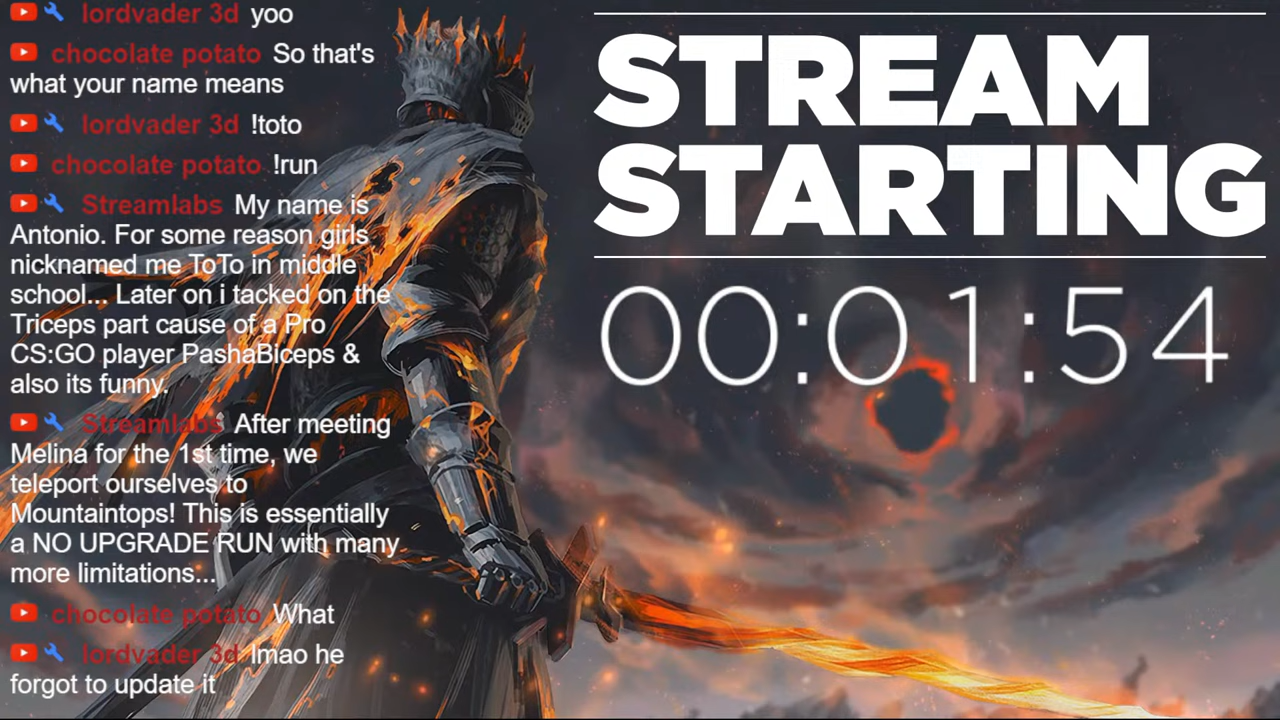 lordvader 3d yoo
chocolate potato So that's
what your name means
lordvader 3d !toto
chocolate potato !run
Streamlabs My name is
Antonio. For some reason girls
nicknamed me ToTo in middle
school... Later on i tacked on the
Triceps part cause of a Pro
CS:GO player PashaBiceps &
also its funny.
Streamlabs After meeting
Melina for the 1st time, we
teleport ourselves to
Mountaintops! This is essentially
a NO UPGRADE RUN with many
more limitations...
chocolate potato What
lordvader 3d lmao he
forgot to update it
STREAM
STARTING
00:01:54